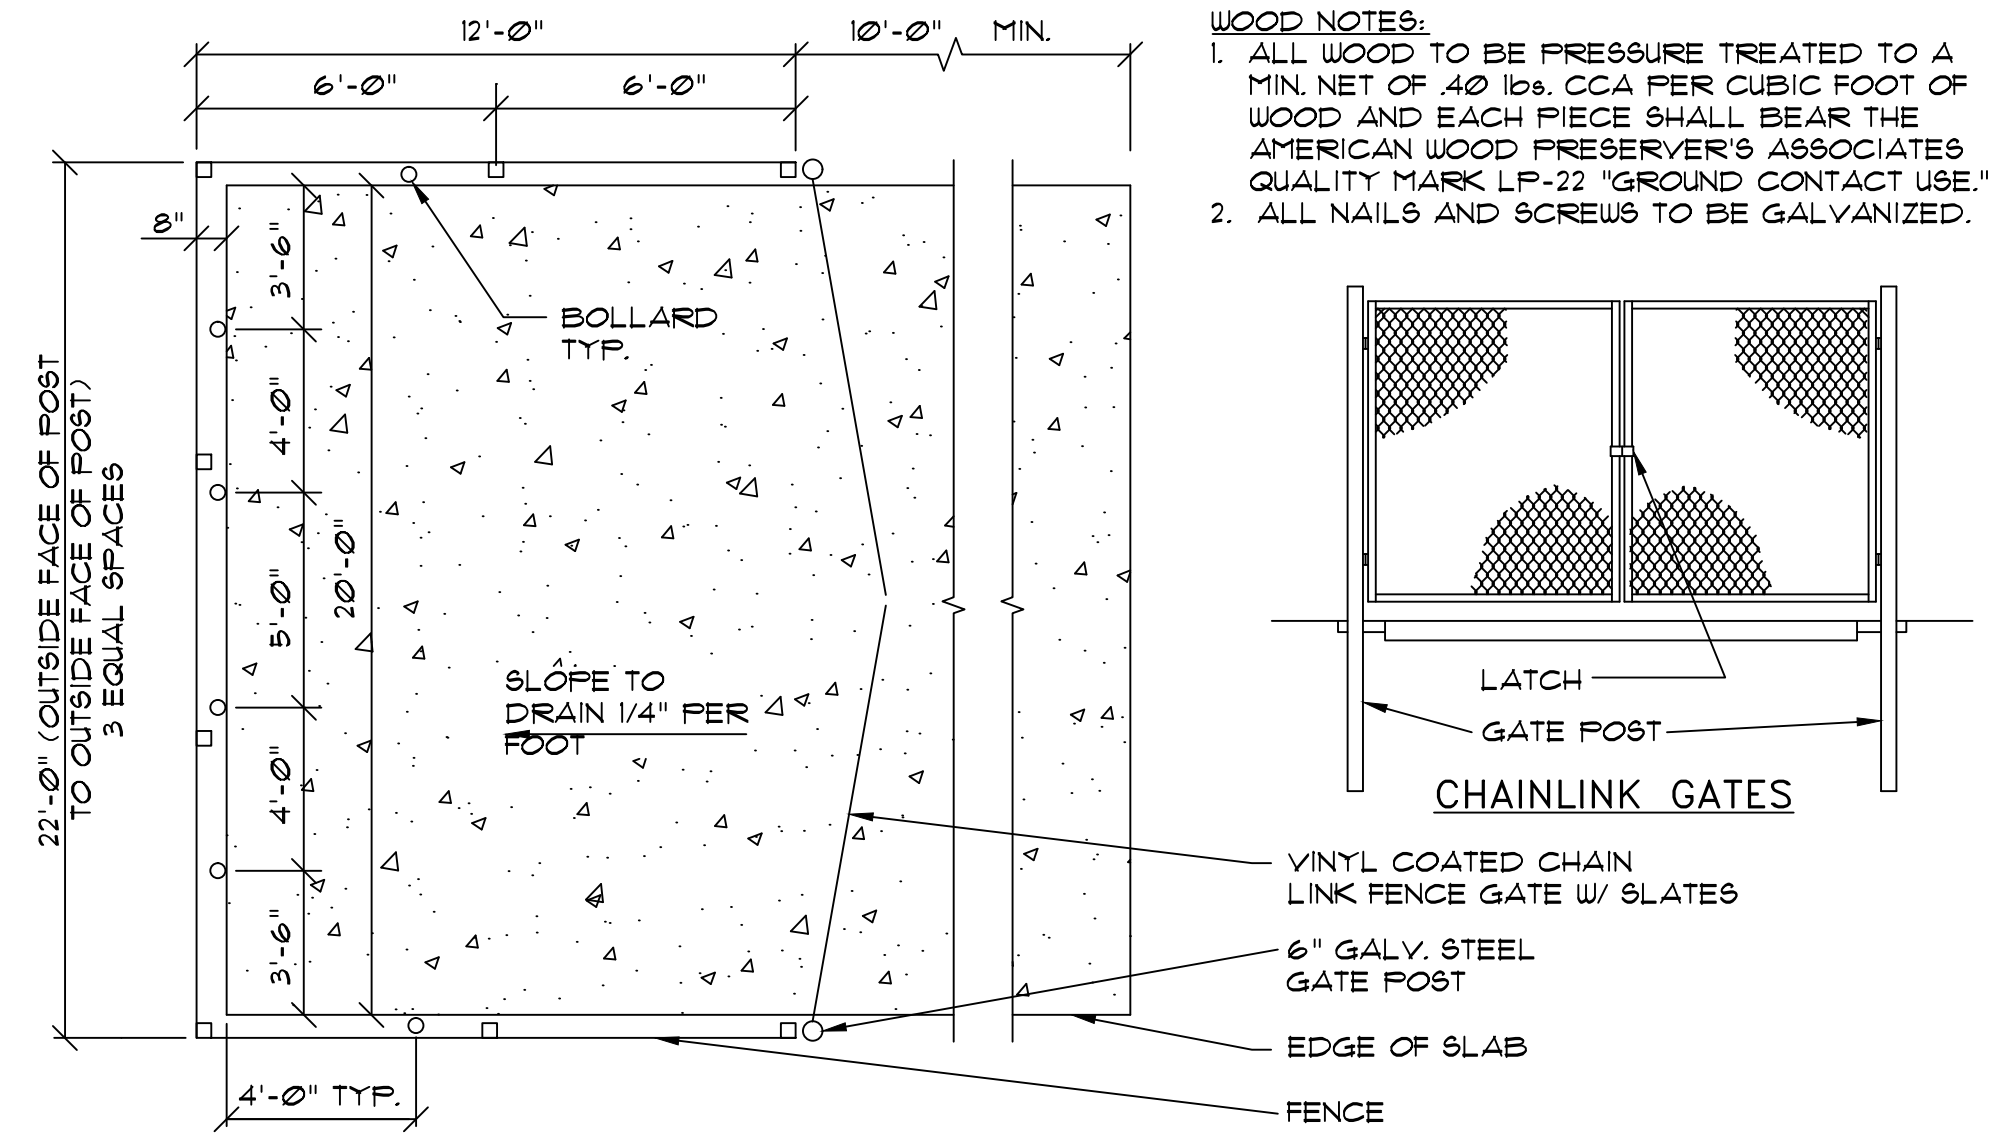 12'-0"
10'-0" MIN.
6'-0"
6'-0"
WOOD NOTES:
1. ALL WOOD TO BE PRESSURE TREATED TO A
MIN. NET OF .40 lbs. CCA PER CUBIC FOOT OF
WOOD AND EACH PIECE SHALL BEAR THE
AMERICAN WOOD PRESERVER'S ASSOCIATES
QUALITY MARK LP-22 "GROUND CONTACT USE."
2. ALL NAILS AND SCREWS TO BE GALVANIZED.
8"
3'-6"
4'-0"
5'-0"
4'-0"
3'-6"
20'-0"
22'-0" (OUTSIDE FACE OF POST
TO OUTSIDE FACE OF POST)
3 EQUAL SPACES
BOLLARD
TYP.
SLOPE TO
DRAIN 1/4" PER
FOOT
4'-0" TYP.
LATCH
GATE POST
CHAINLINK GATES
VINYL COATED CHAIN
LINK FENCE GATE W/ SLATES
6" GALV. STEEL
GATE POST
EDGE OF SLAB
FENCE